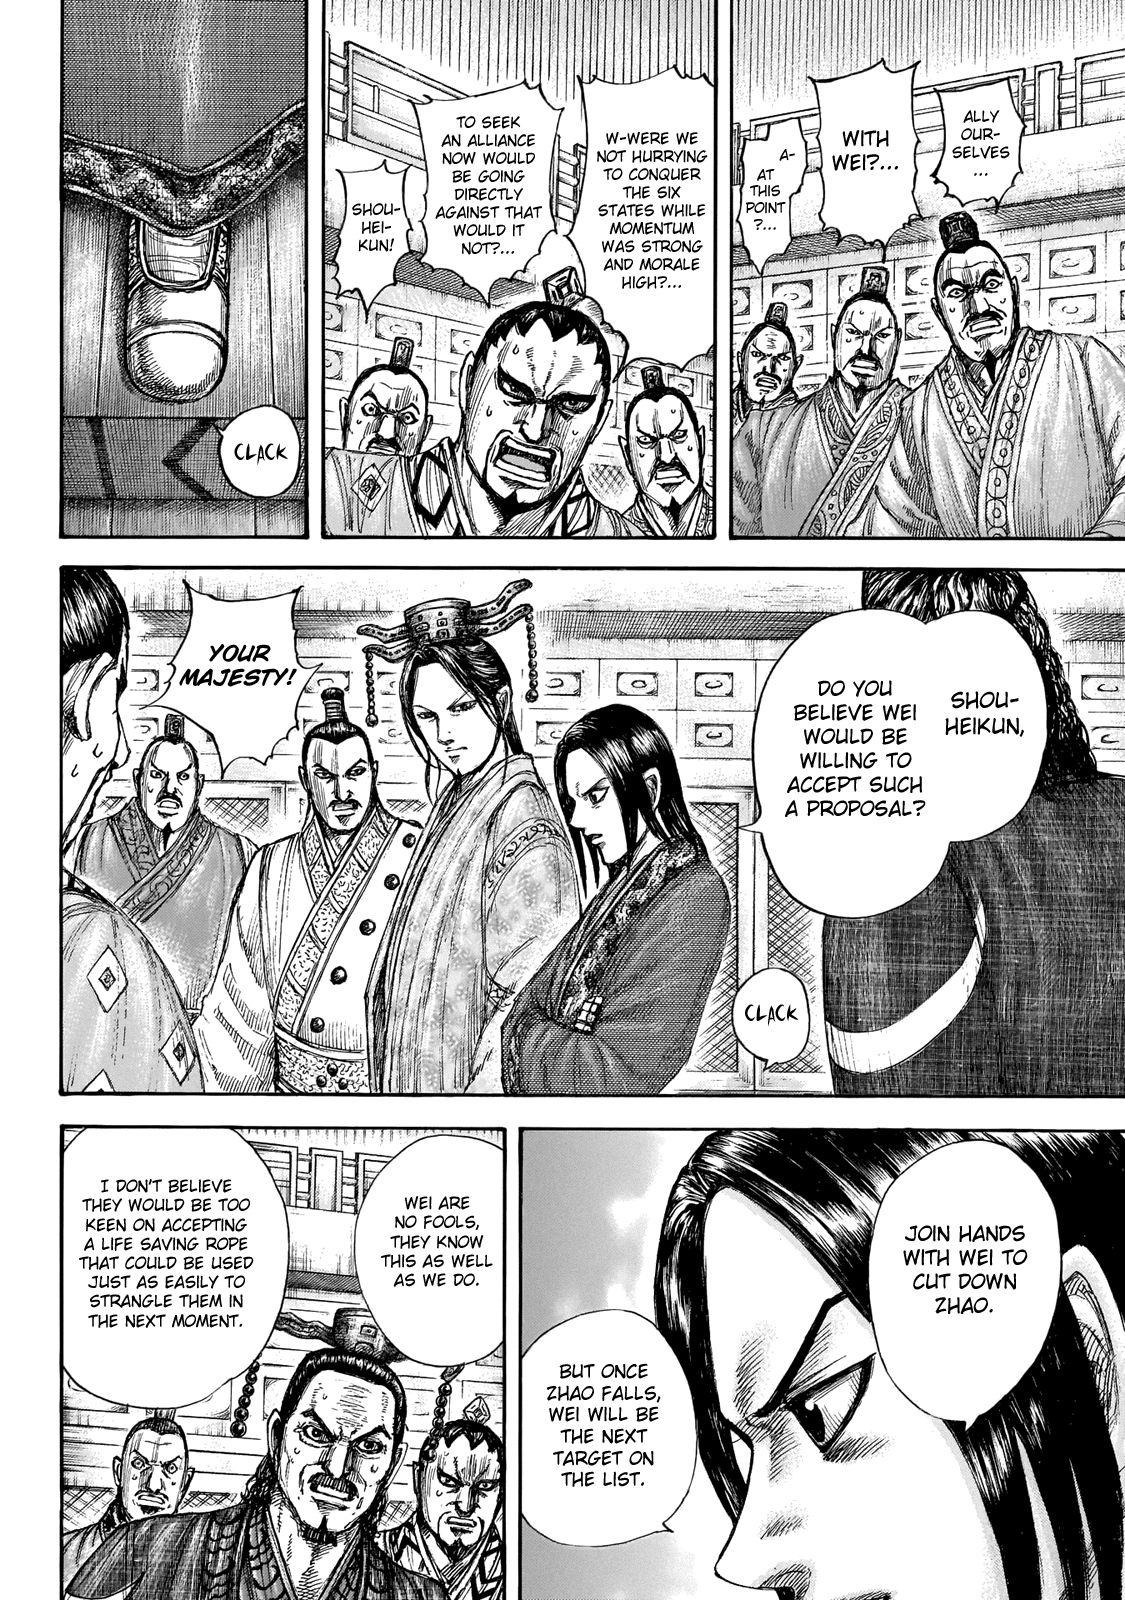 ALLY
OUR-
SELVES
...
WITH
WEI?...
A-
AT
THIS
POINT
?...
W-WERE WE
NOT HURRYING
TO CONQUER
THE SIX
STATES WHILE
MOMENTUM
WAS STRONG
AND MORALE
HIGH?...
TO SEEK
AN ALLIANCE
NOW WOULD
BE GOING
DIRECTLY
AGAINST THAT
WOULD IT
NOT?...
SHOU-
HEI-
KUN!
CLACK
SHOU-
HEIKUN,
DO YOU
BELIEVE WEI
WOULD BE
WILLING TO
ACCEPT SUCH
A PROPOSAL?
CLACK
YOUR
MAJESTY!
JOIN HANDS
WITH WEI TO
CUT DOWN
ZHAO.
BUT ONCE
ZHAO FALLS,
WEI WILL BE
THE NEXT
TARGET ON
THE LIST.
WEI ARE
NO FOOLS,
THEY KNOW
THIS AS WELL
AS WE DO.
I DON'T BELIEVE
THEY WOULD BE TOO
KEEN ON ACCEPTING
A LIFE SAVING ROPE
THAT COULD BE USED
JUST AS EASILY TO
STRANGLE THEM IN
THE NEXT MOMENT.